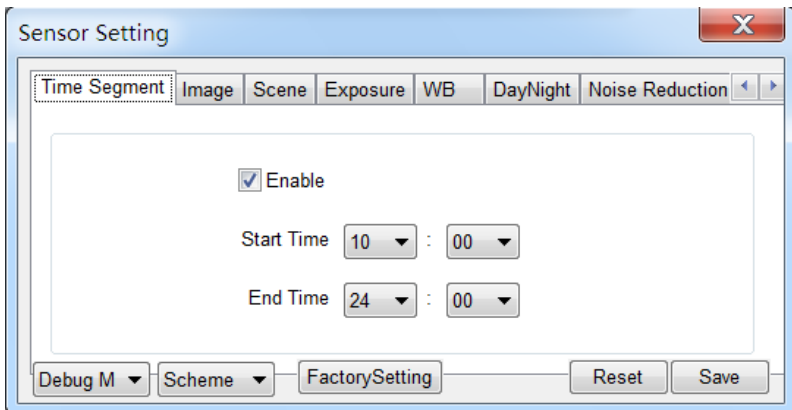 Sensor Setting
Time Segment Image Scene Exposure WB DayNight Noise Reduction
Enable
Start Time 10 : 00
End Time 24 : 00
Debug M Scheme FactorySetting Reset Save